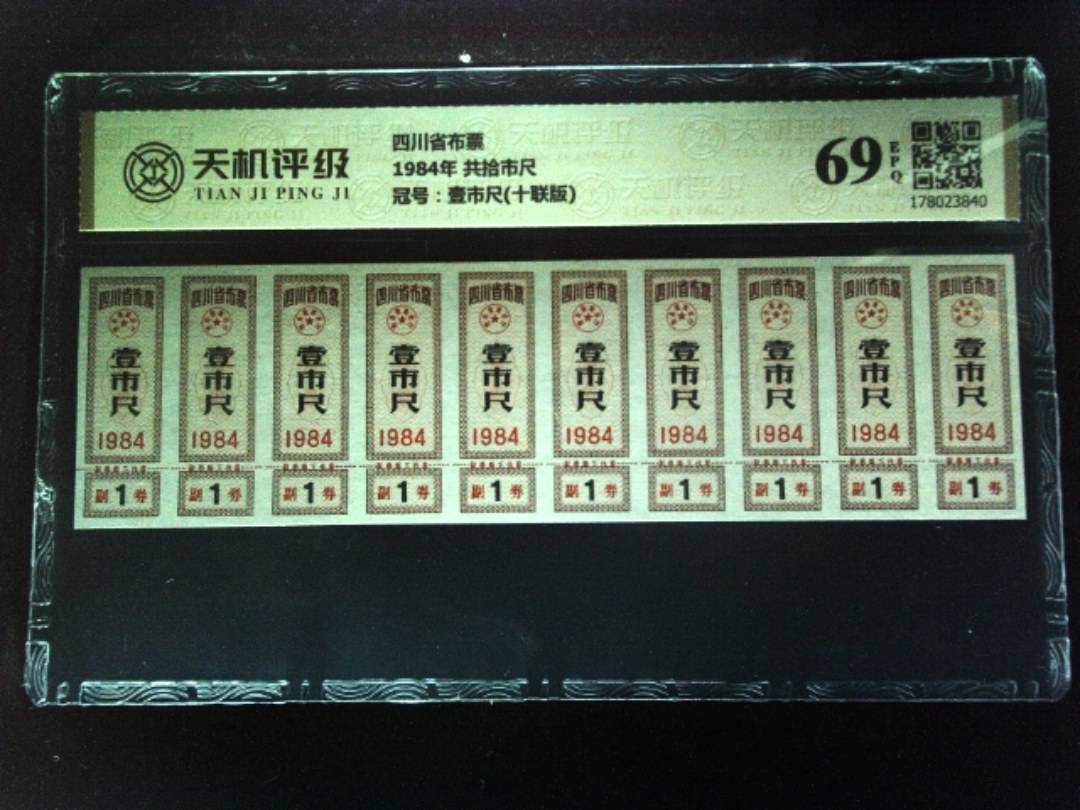 天机评级
TIAN JI PING JI
四川省布票
1984年 共拾市尺
冠号：壹市尺(十联版)
69
EPQ
178023840
四川省布票 四川省布票 四川省布票 四川省布票 四川省布票 四川省布票 四川省布票 四川省布票 四川省布票 四川省布票
壹市尺 壹市尺 壹市尺 壹市尺 壹市尺 壹市尺 壹市尺 壹市尺 壹市尺 壹市尺
1984 1984 1984 1984 1984 1984 1984 1984 1984 1984
副1券 副1券 副1券 副1券 副1券 副1券 副1券 副1券 副1券 副1券